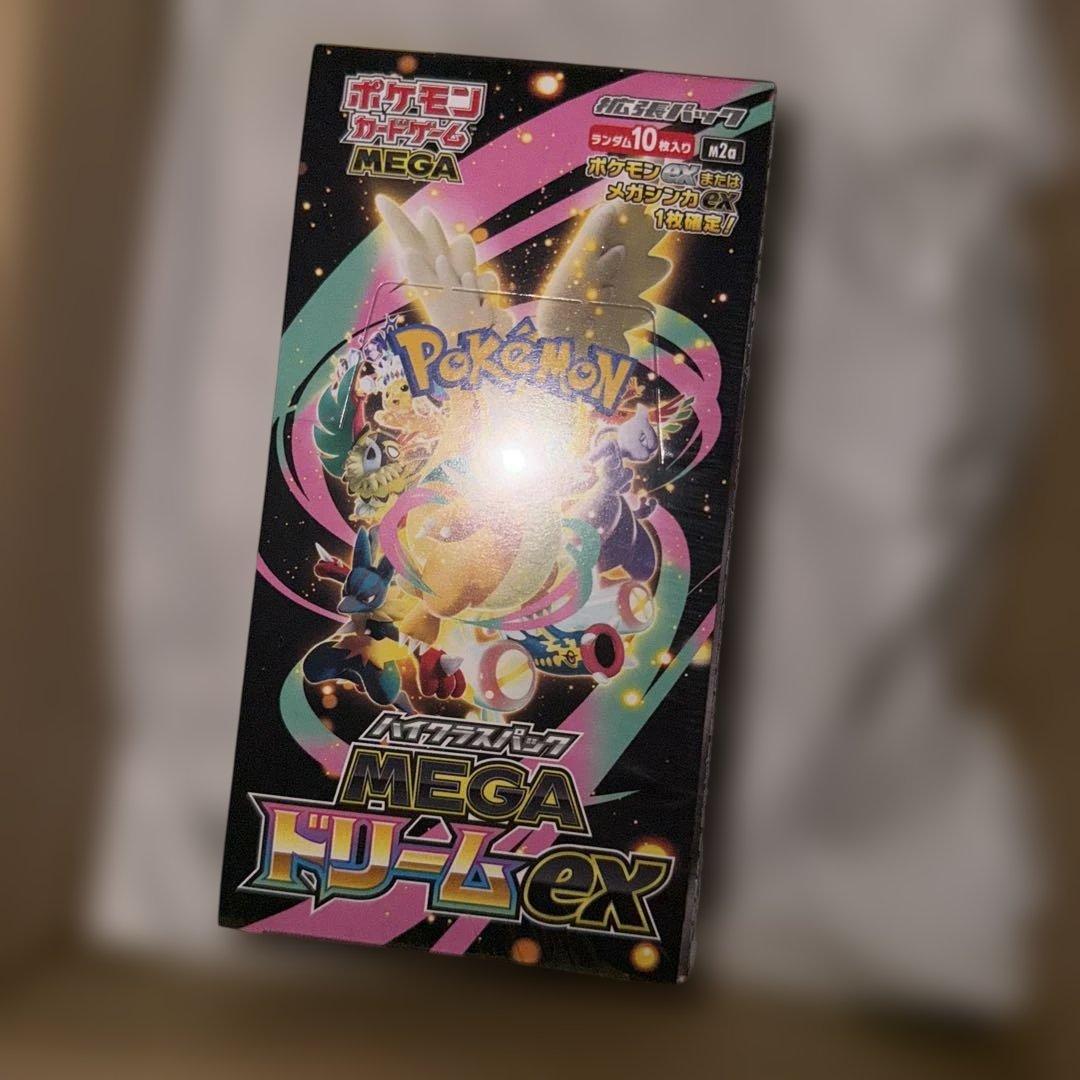 ポケモン
カードゲーム
MEGA
拡張パック
ランダム10枚入り
M2a
ポケモンexまたは
メガシンカex
1枚確定!
POKéMON
ハイクラスパック
MEGA
ドリームex